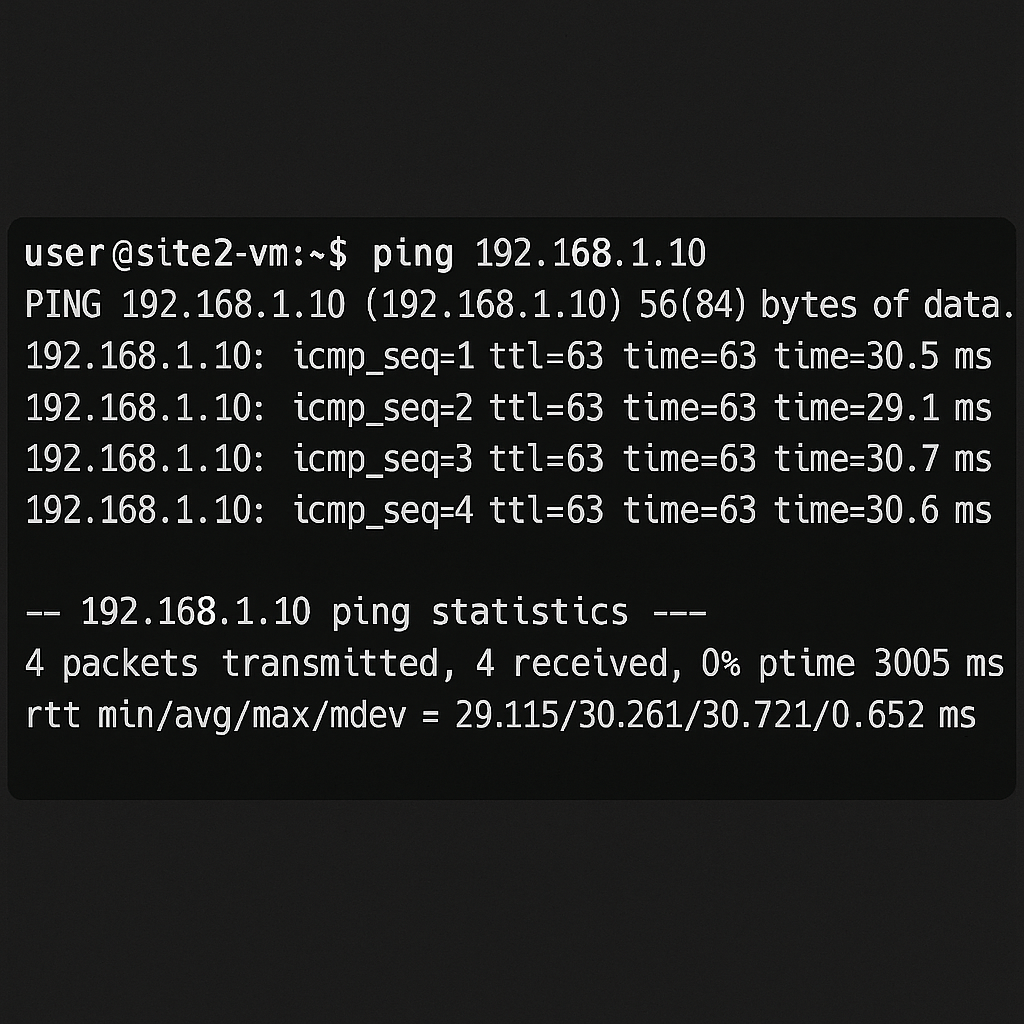 user@site2-vm:~$ ping 192.168.1.10
PING 192.168.1.10 (192.168.1.10) 56(84) bytes of data.
192.168.1.10: icmp_seq=1 ttl=63 time=63 time=30.5 ms
192.168.1.10: icmp_seq=2 ttl=63 time=63 time=29.1 ms
192.168.1.10: icmp_seq=3 ttl=63 time=63 time=30.7 ms
192.168.1.10: icmp_seq=4 ttl=63 time=63 time=30.6 ms
-- 192.168.1.10 ping statistics ---
4 packets transmitted, 4 received, 0% ptime 3005 ms
rtt min/avg/max/mdev = 29.115/30.261/30.721/0.652 ms